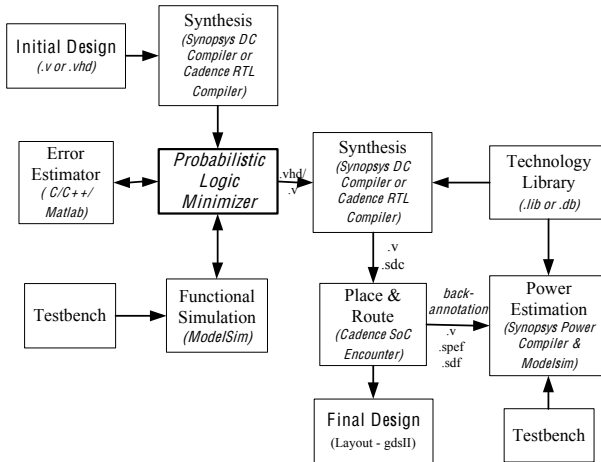 Initial Design
(.v or .vhd)
Synthesis
(Synopsys DC
Compiler or
Cadence RTL
Compiler)
Error
Estimator
( C/C++/
Matlab)
Probabilistic
Logic
Minimizer
.vhd/
.v
Synthesis
(Synopsys DC
Compiler or
Cadence RTL
Compiler)
Technology
Library
(.lib or .db)
.v
.sdc
Testbench
Functional
Simulation
(ModelSim)
Place &
Route
(Cadence SoC
Encounter)
back-
annotation
.v
.spef
.sdf
Power
Estimation
(Synopsys Power
Compiler &
Modelsim)
Final Design
(Layout - gdsII)
Testbench